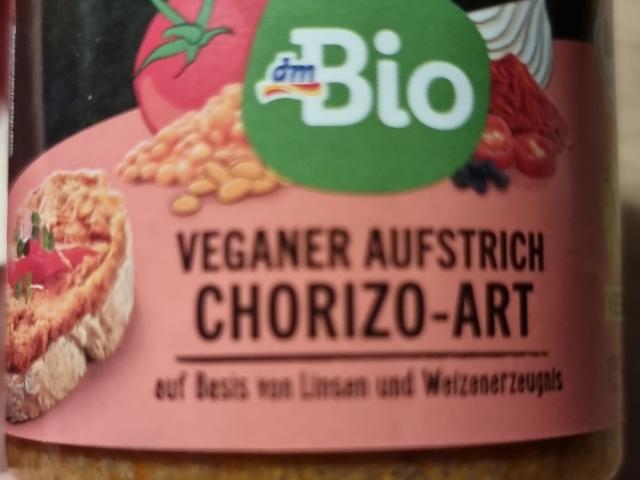 dm Bio
VEGANER AUFSTRICH
CHORIZO-ART
auf Basis von Linsen und Weizenerzeugnis